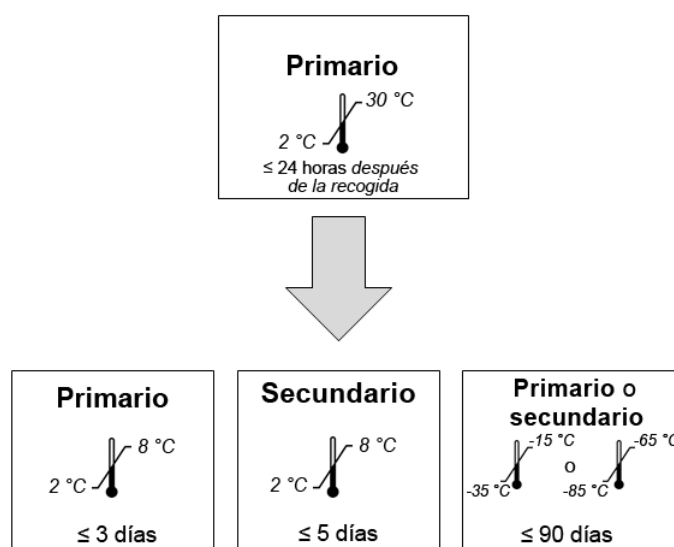 Primario
30 °C
2 °C
≤ 24 horas después
de la recogida
Primario
8 °C
2 °C
≤ 3 días
Secundario
8 °C
2 °C
≤ 5 días
Primario o
secundario
-15 °C
-35 °C
o
-65 °C
-85 °C
≤ 90 días